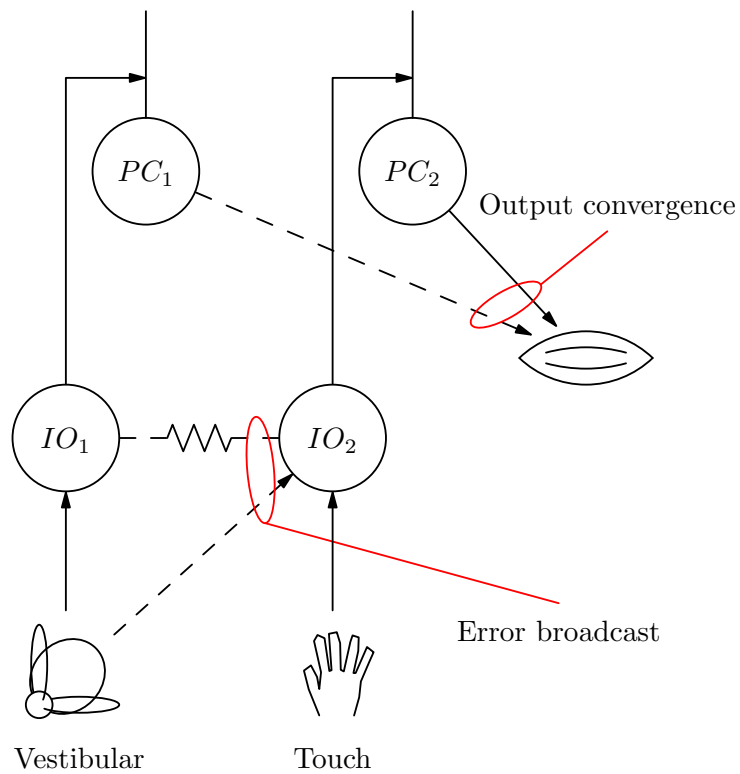 PC₁
PC₂
Output convergence
IO₁
IO₂
Error broadcast
Vestibular
Touch